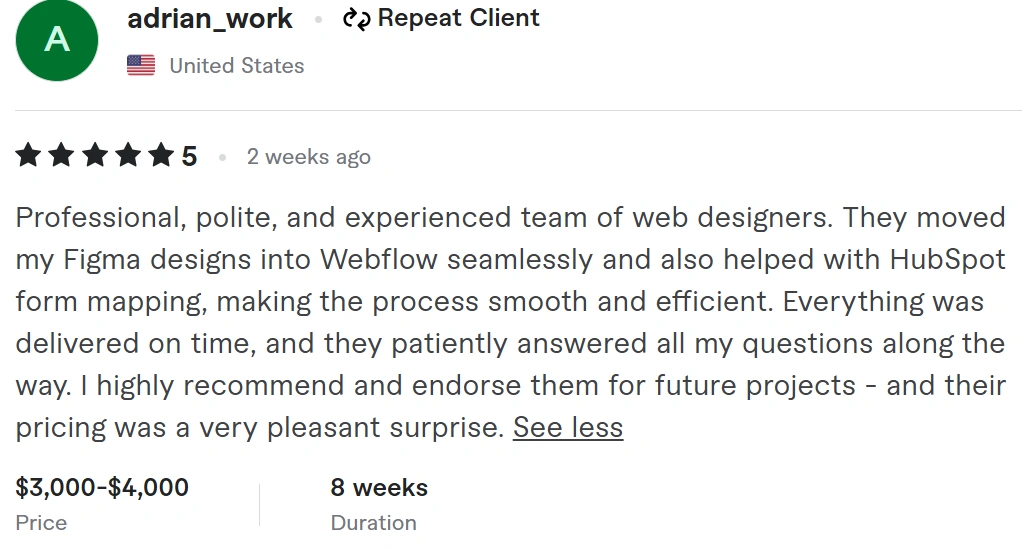 A
adrian_work • Repeat Client
United States
5 • 2 weeks ago
Professional, polite, and experienced team of web designers. They moved
my Figma designs into Webflow seamlessly and also helped with HubSpot
form mapping, making the process smooth and efficient. Everything was
delivered on time, and they patiently answered all my questions along the
way. I highly recommend and endorse them for future projects - and their
pricing was a very pleasant surprise. See less
$3,000-$4,000 8 weeks
Price Duration